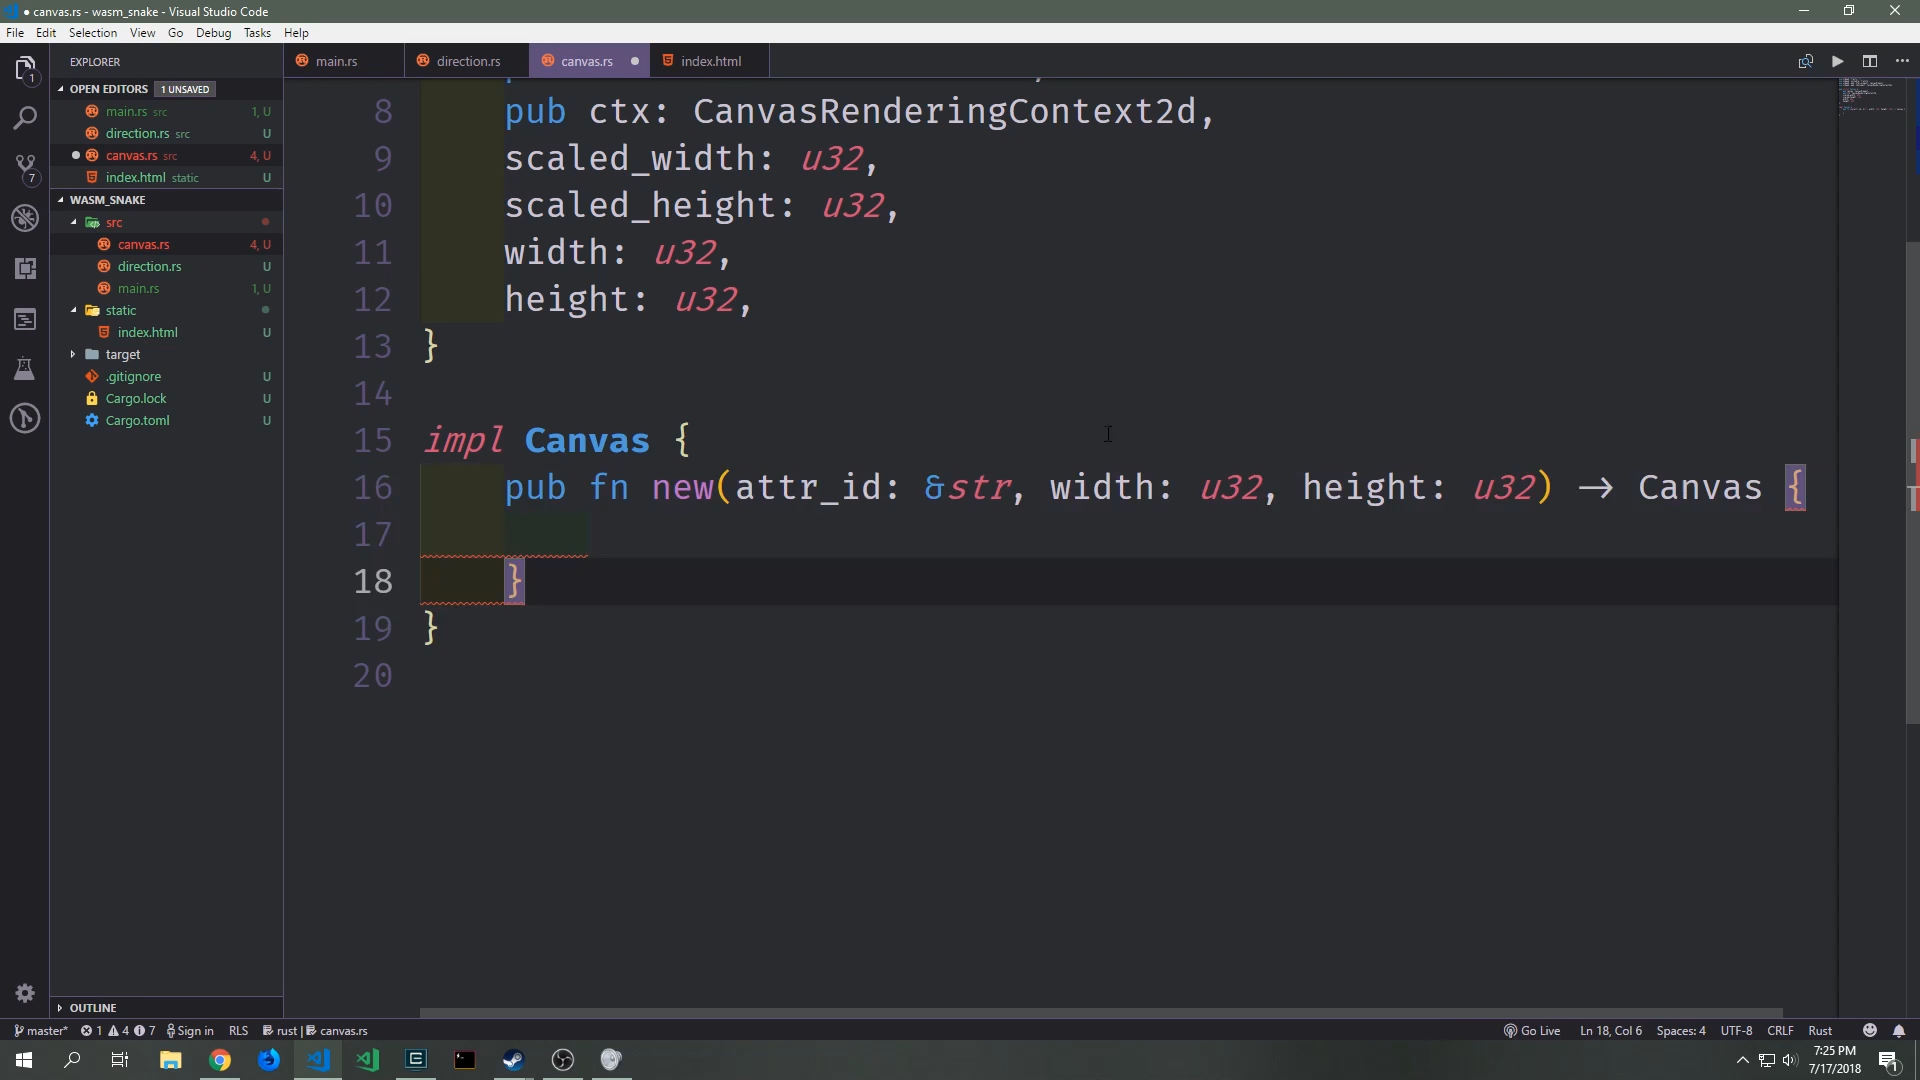 ● canvas.rs - wasm_snake - Visual Studio Code
File Edit Selection View Go Debug Tasks Help
EXPLORER
1
7
OPEN EDITORS 1 UNSAVED
main.rs src 1, U
direction.rs src U
canvas.rs src 4, U
index.html static U
WASM_SNAKE
src
canvas.rs 4, U
direction.rs U
main.rs 1, U
static
index.html U
target
.gitignore U
Cargo.lock U
Cargo.toml U
OUTLINE
main.rs direction.rs canvas.rs index.html
8 pub ctx: CanvasRenderingContext2d,
9 scaled_width: u32,
10 scaled_height: u32,
11 width: u32,
12 height: u32,
13 }
14
15 impl Canvas {
16 pub fn new(attr_id: &str, width: u32, height: u32) → Canvas {
17
18 }
19 }
20
master* 1 4 7 Sign in RLS rust | canvas.rs Go Live Ln 18, Col 6 Spaces: 4 UTF-8 CRLF Rust
7:25 PM
7/17/2018
1